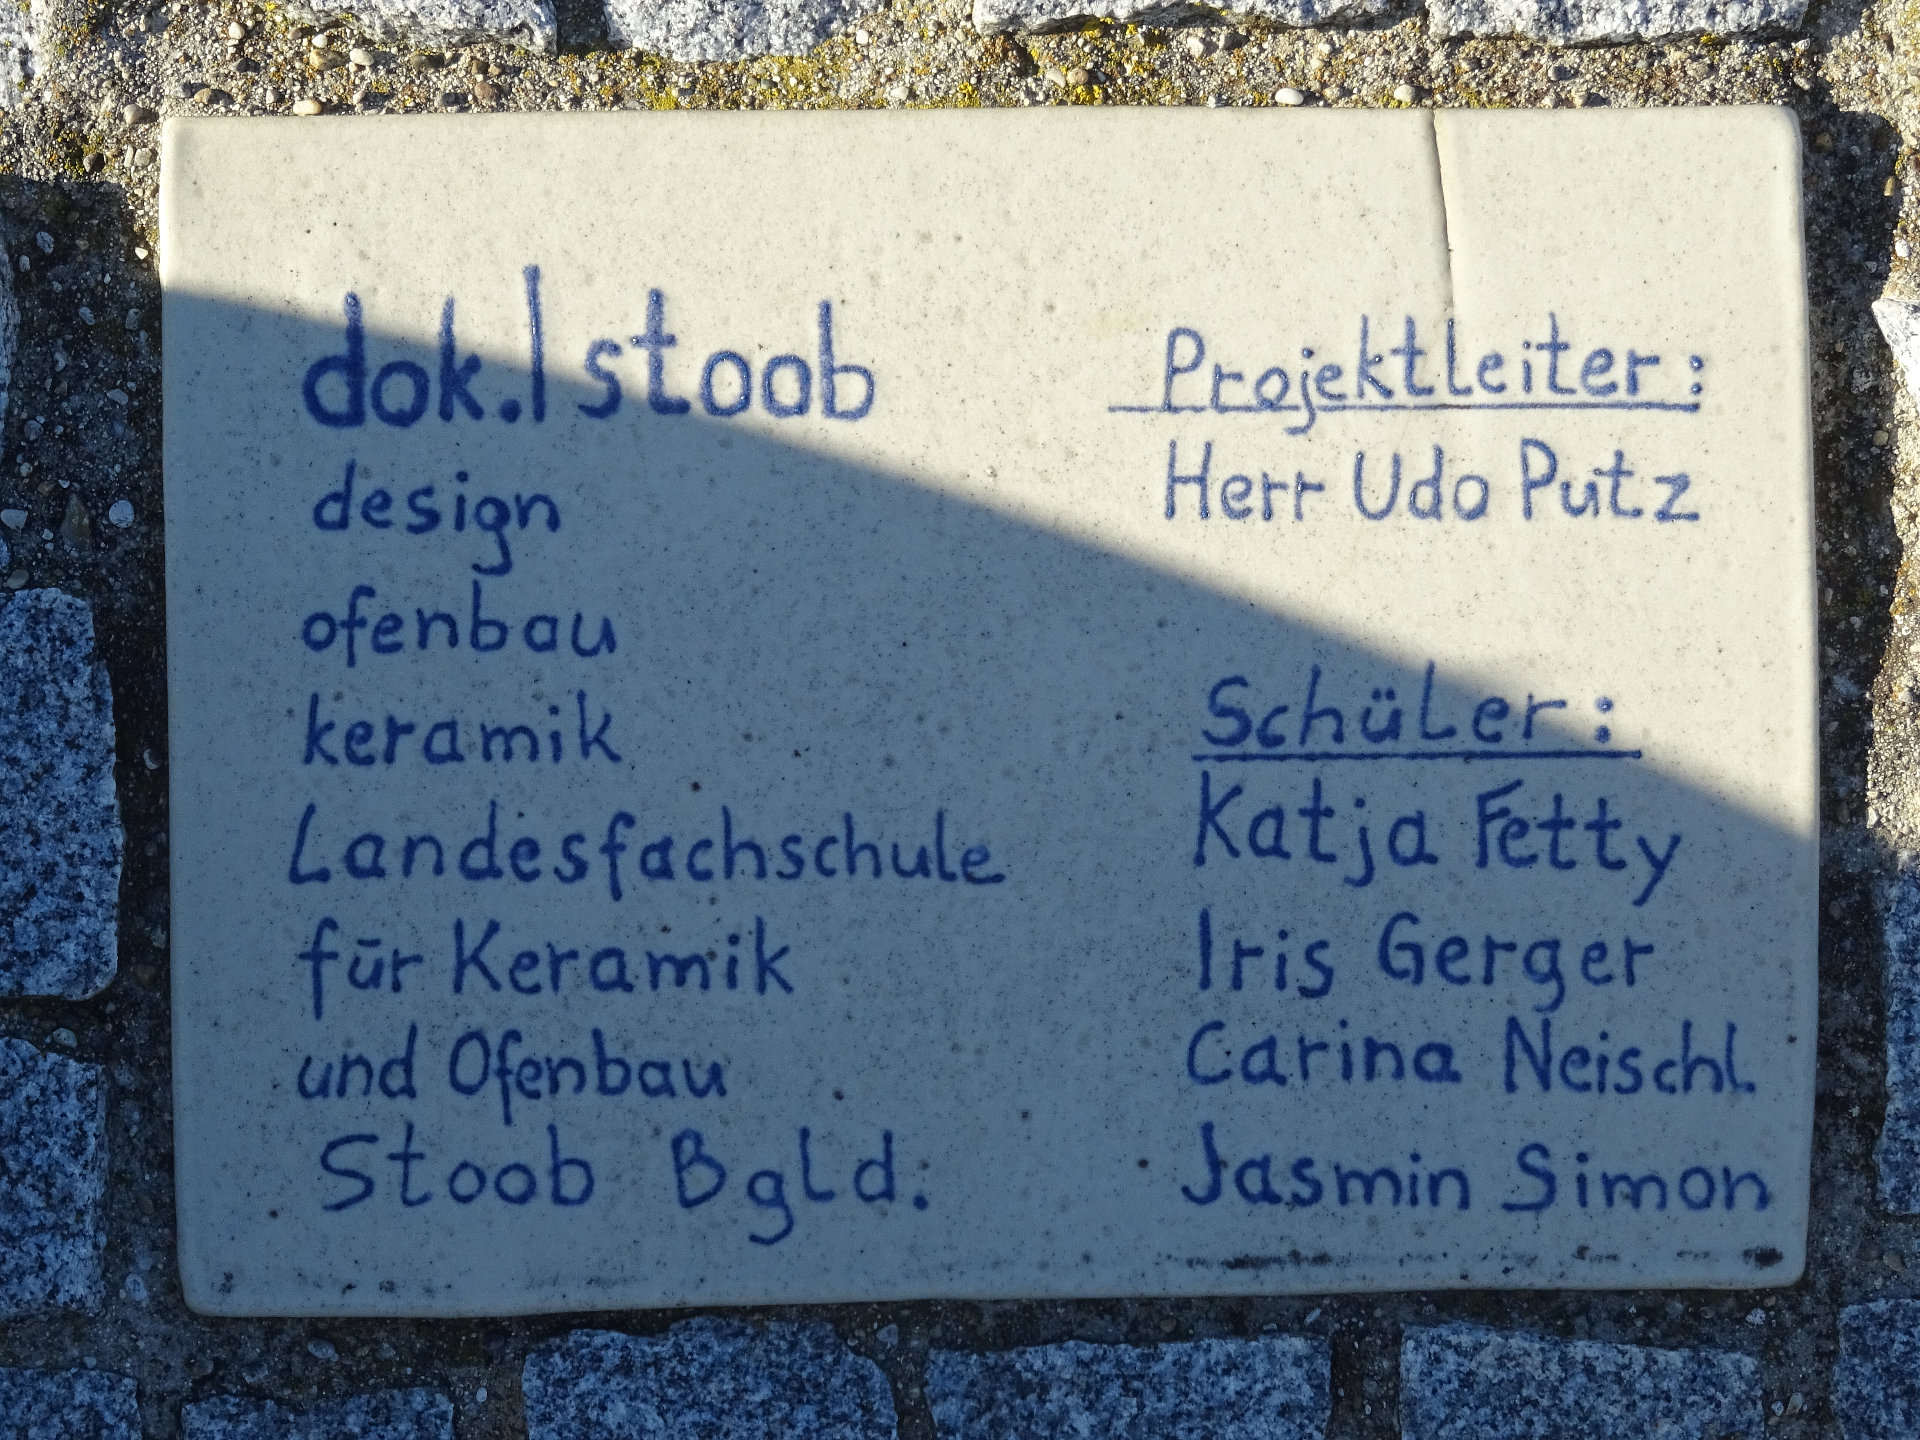 dok.|stoob
design
ofenbau
keramik
Landesfachschule
für Keramik
und Ofenbau
Stoob Bgld.
Projektleiter:
Herr Udo Putz
Schüler:
Katja Fetty
Iris Gerger
Carina Neischl
Jasmin Simon